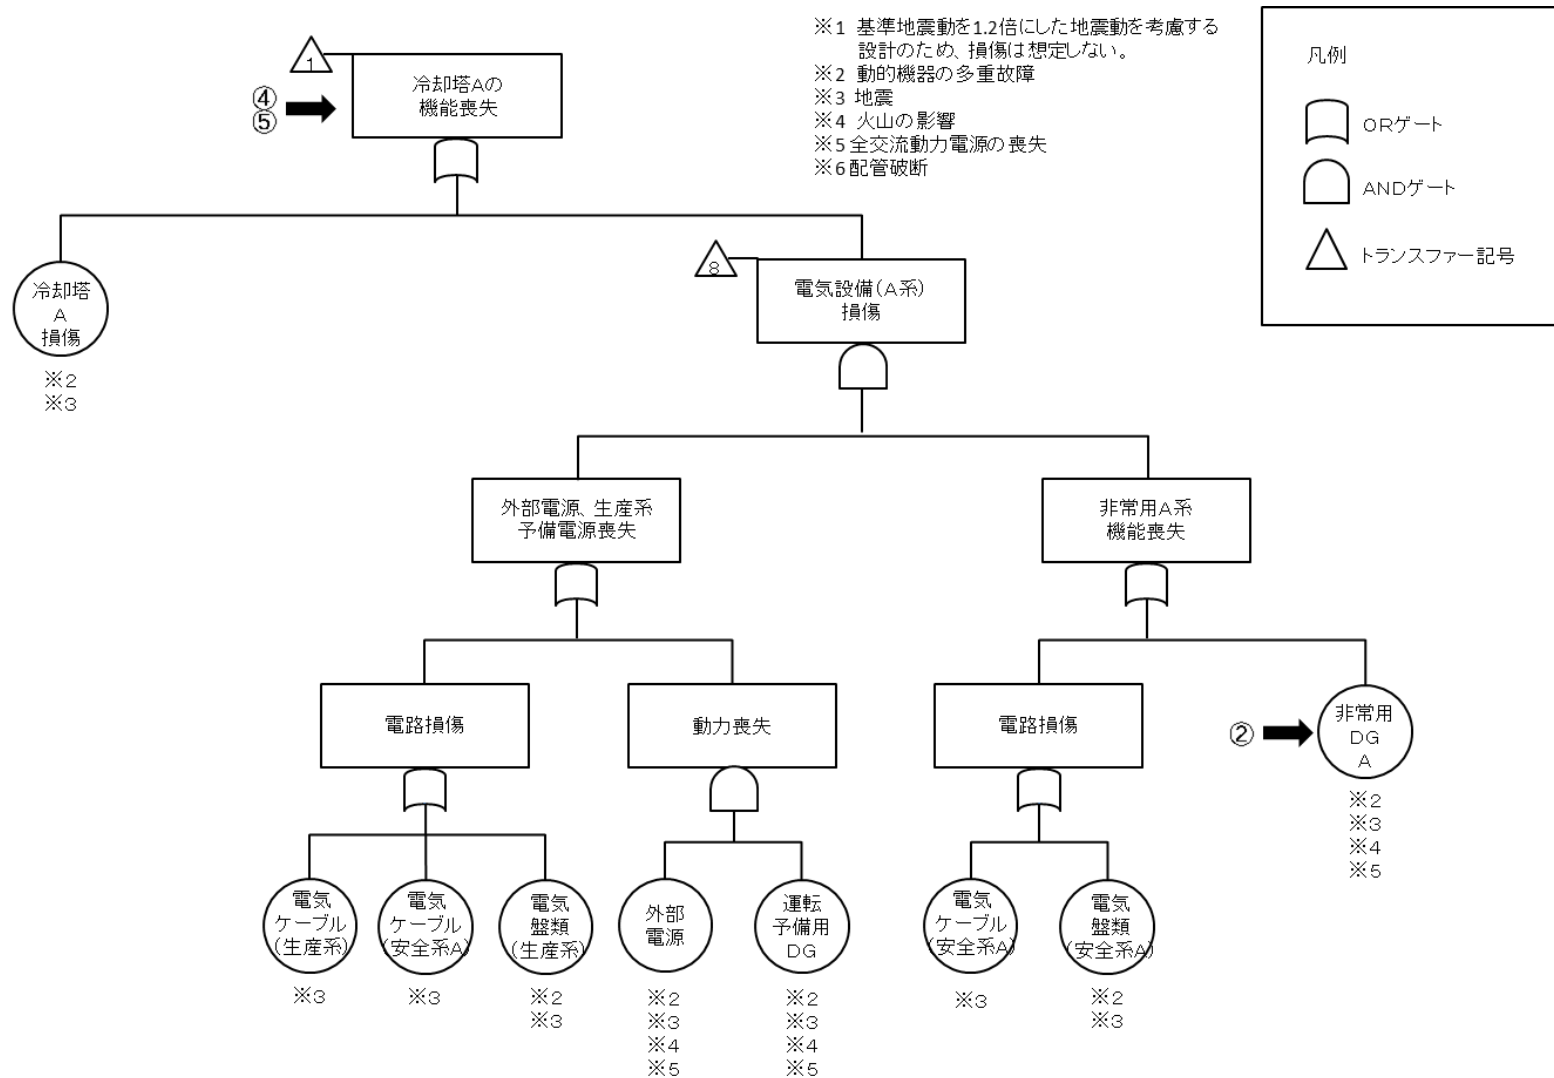 ※1 基準地震動を1.2倍にした地震動を考慮する
設計のため、損傷は想定しない。
※2 動的機器の多重故障
※3 地震
※4 火山の影響
※5 全交流動力電源の喪失
※6 配管破断
凡例
ORゲート
ANDゲート
トランスファー記号
1
冷却塔Aの
機能喪失
④
⑤
冷却塔
A
損傷
※2
※3
8
電気設備(A系)
損傷
外部電源、生産系
予備電源喪失
非常用A系
機能喪失
電路損傷
動力喪失
電路損傷
②
非常用
DG
A
※2
※3
※4
※5
電気
ケーブル
(生産系)
※3
電気
ケーブル
(安全系A)
※3
電気
盤類
(生産系)
※2
※3
外部
電源
※2
※3
※4
※5
運転
予備用
DG
※2
※3
※4
※5
電気
ケーブル
(安全系A)
※3
電気
盤類
(安全系A)
※2
※3